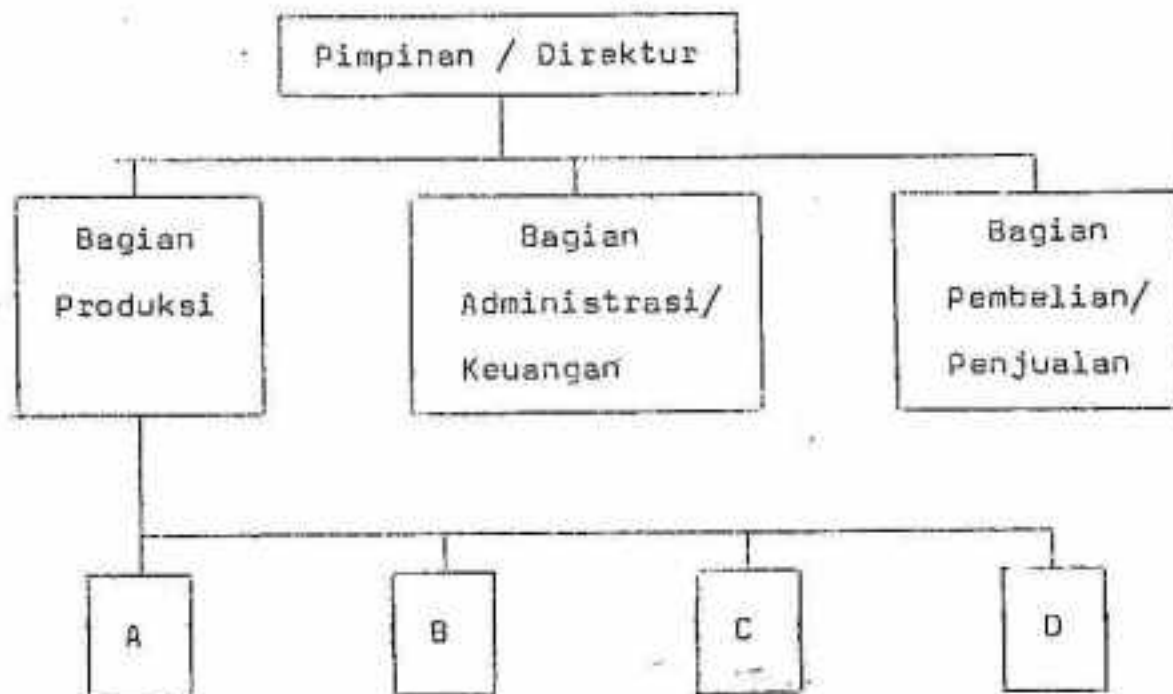 Pimpinan / Direktur
Bagian
Produksi
Bagian
Administrasi/
Keuangan
Bagian
Pembelian/
Penjualan
A
B
C
D